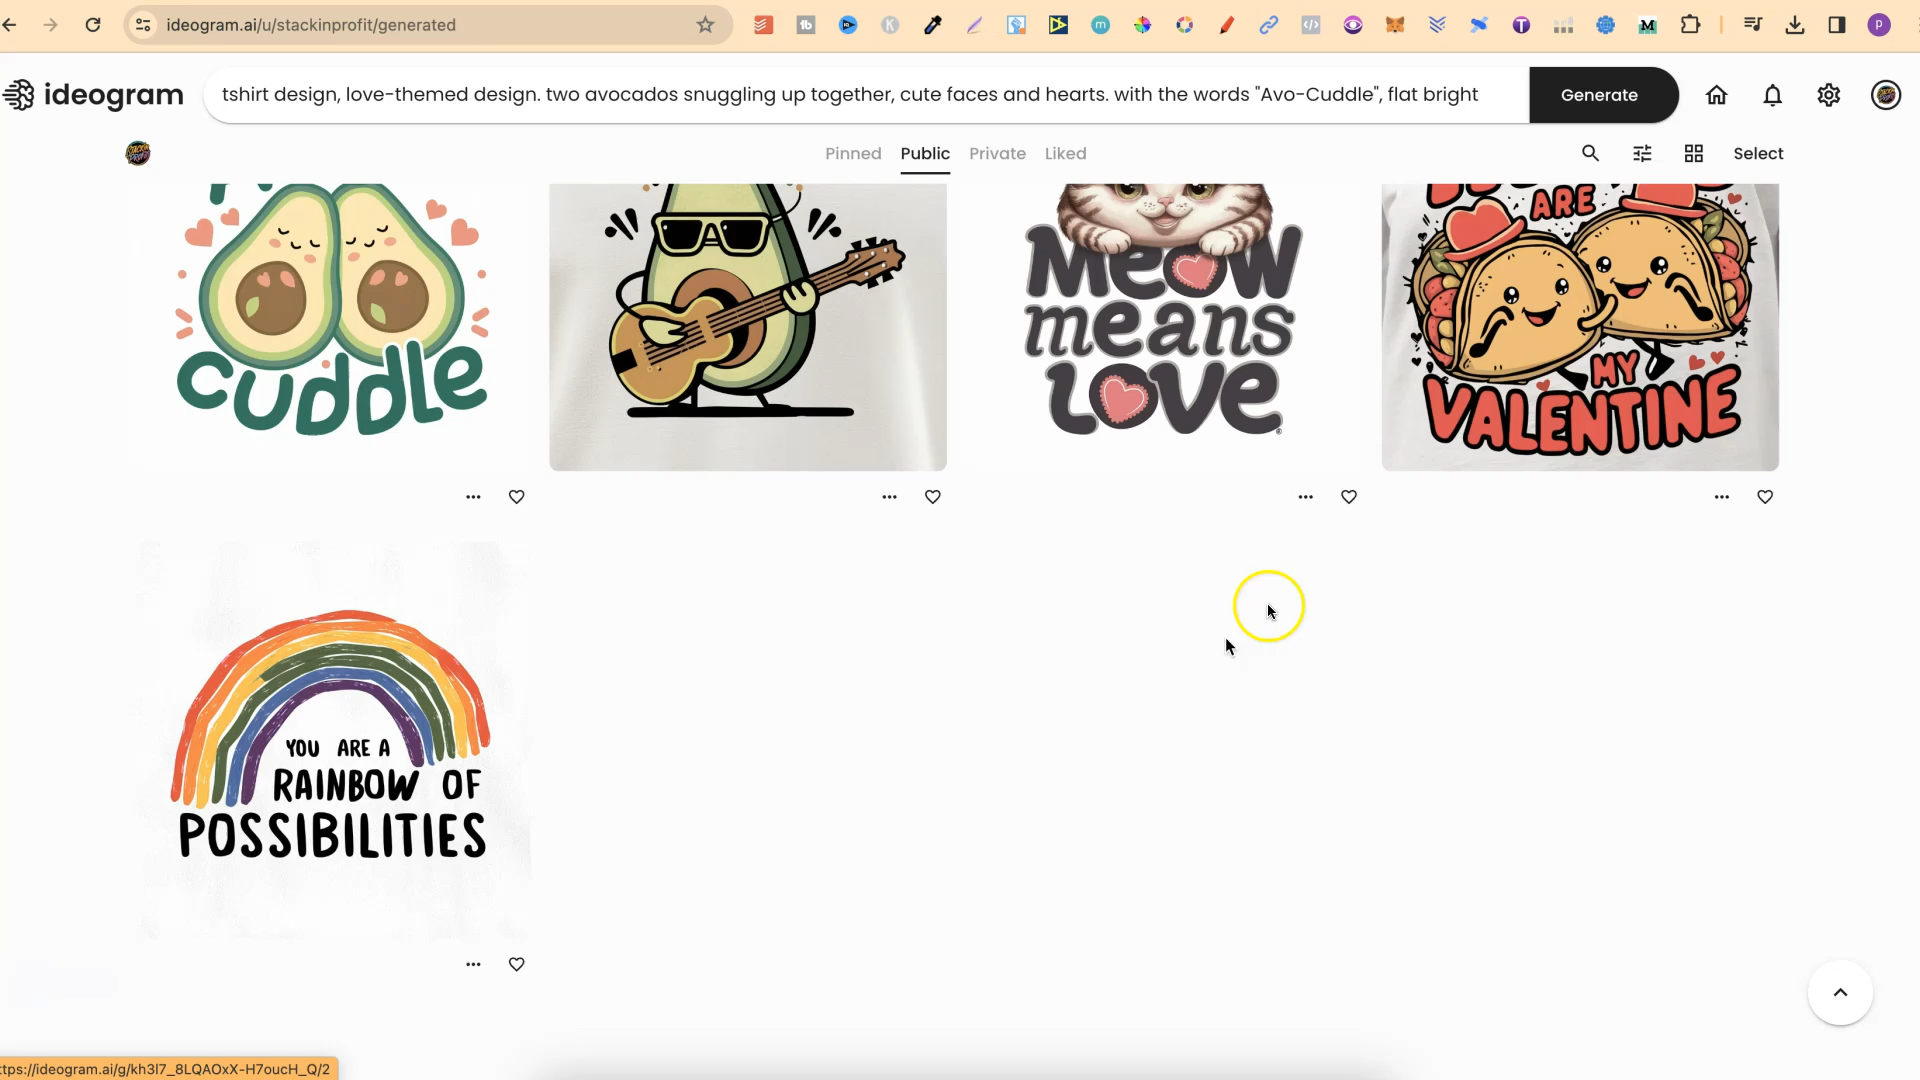 ideogram.ai/u/stackinprofit/generated
ideogram
tshirt design, love-themed design. two avocados snuggling up together, cute faces and hearts. with the words "Avo-Cuddle", flat bright
Generate
Pinned
Public
Private
Liked
Select
cuddle
Meow
means
Love
ARE
MY
VALENTINE
YOU ARE A
RAINBOW OF
POSSIBILITIES
ttps://ideogram.ai/g/kh3l7_8LQAOxX-H7oucH_Q/2